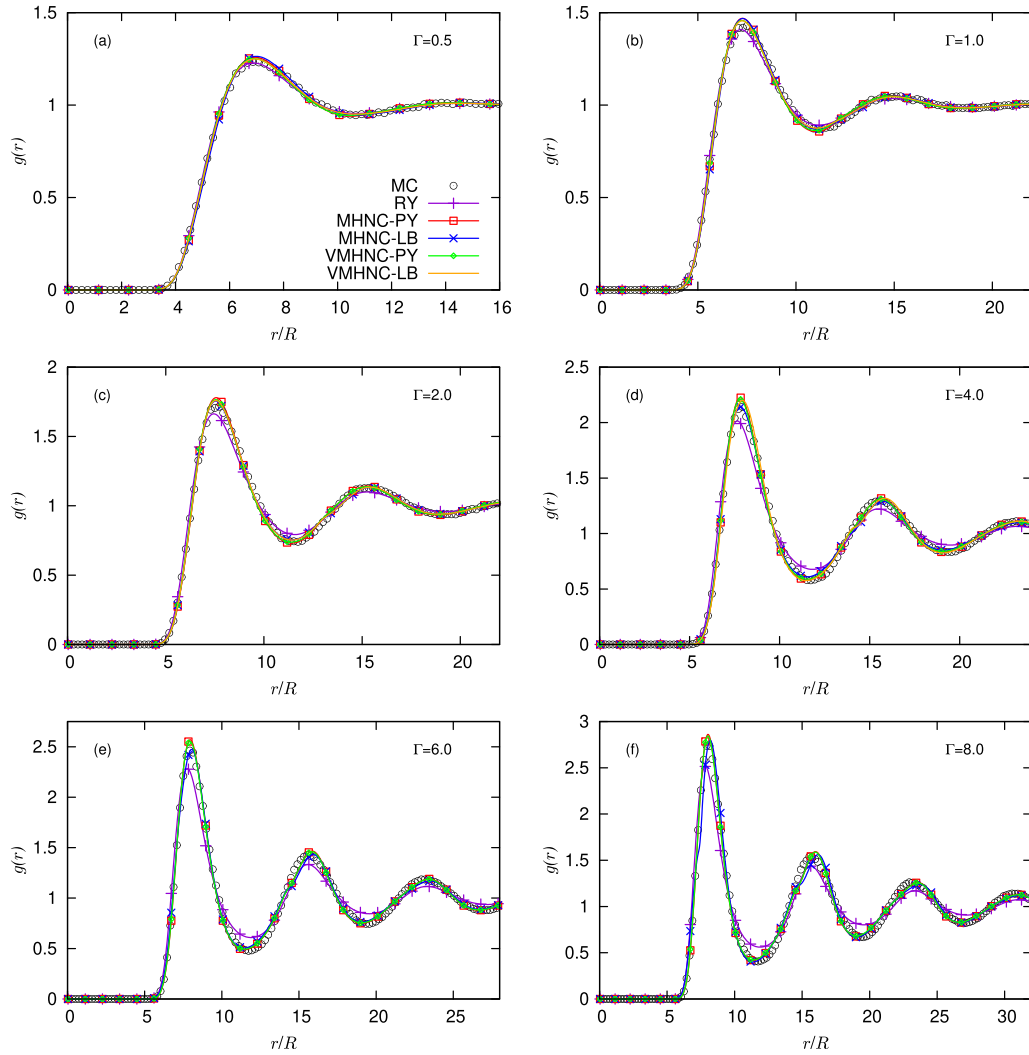 (a) Γ=0.5
1.5
1
0.5
0
g(r)
MC
RY
MHNC-PY
MHNC-LB
VMHNC-PY
VMHNC-LB
0 2 4 6 8 10 12 14 16
r/R
(b) Γ=1.0
1.5
1
0.5
0
g(r)
0 5 10 15 20
r/R
(c) Γ=2.0
2
1.5
1
0.5
0
g(r)
0 5 10 15 20
r/R
(d) Γ=4.0
2.5
2
1.5
1
0.5
0
g(r)
0 5 10 15 20
r/R
(e) Γ=6.0
2.5
2
1.5
1
0.5
0
g(r)
0 5 10 15 20 25
r/R
(f) Γ=8.0
3
2.5
2
1.5
1
0.5
0
g(r)
0 5 10 15 20 25 30
r/R